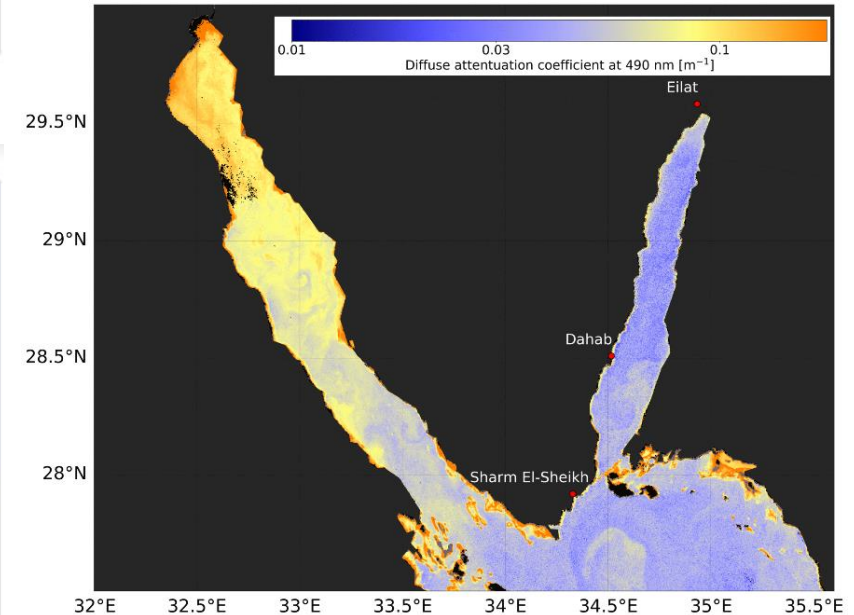 0.01 0.03 0.1
Diffuse attentuation coefficient at 490 nm [m⁻¹]
Eilat
29.5°N
29°N
Dahab
28.5°N
28°N
Sharm El-Sheikh
32°E 32.5°E 33°E 33.5°E 34°E 34.5°E 35°E 35.5°E